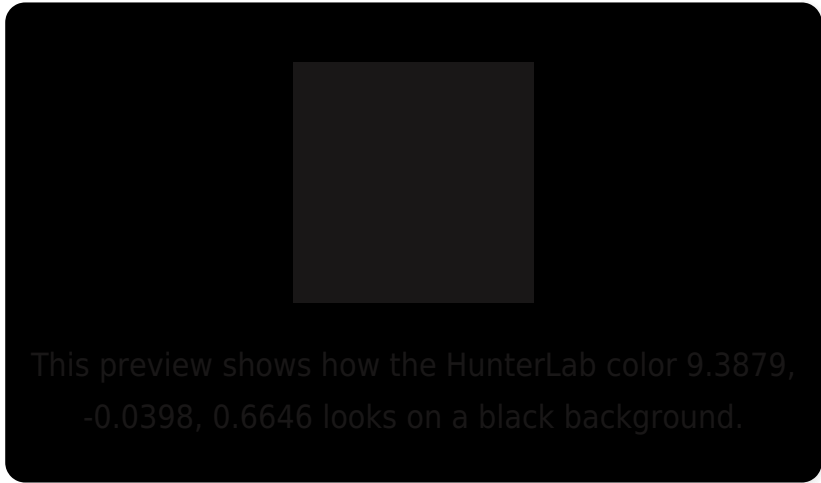 This preview shows how the HunterLab color 9.3879,
-0.0398, 0.6646 looks on a black background.